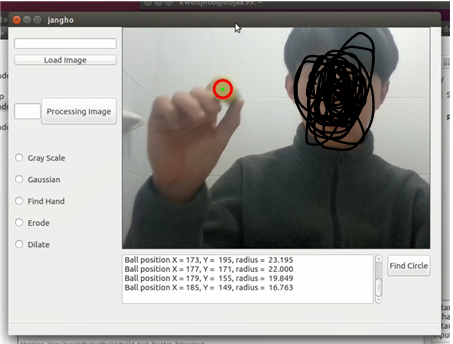 jangho
Load Image
Processing Image
Gray Scale
Gaussian
Find Hand
Erode
Dilate
Ball position X = 173, Y = 195, radius = 23.195
Ball position X = 177, Y = 171, radius = 22.000
Ball position X = 179, Y = 155, radius = 19.849
Ball position X = 185, Y = 149, radius = 16.763
Find Circle